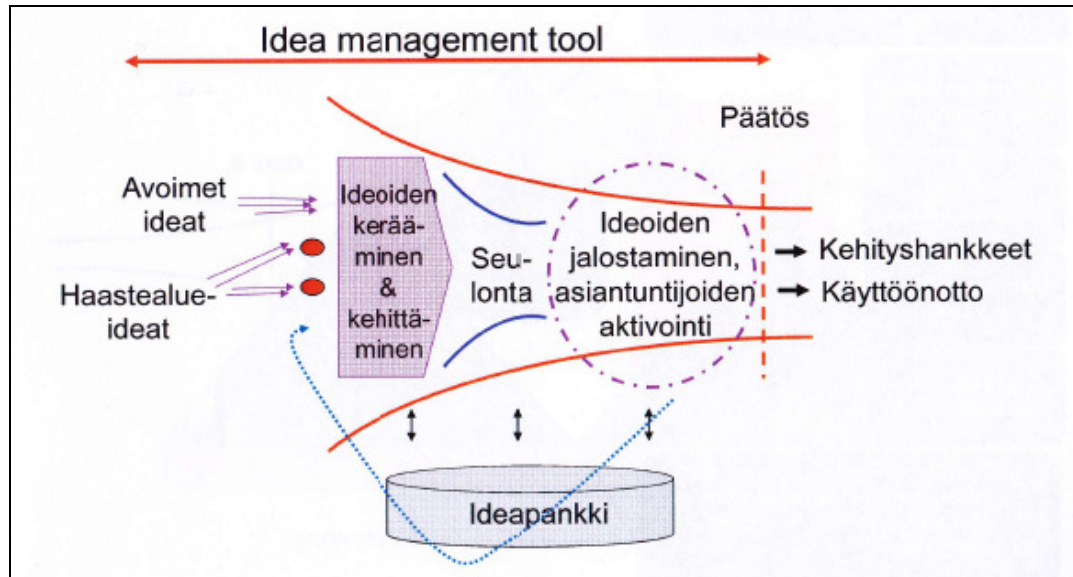 Idea management tool
Päätös
Avoimet
ideat
Haastealue-
ideat
Ideoiden
kerää-
minen
&
kehittä-
minen
Seu-
lonta
Ideoiden
jalostaminen,
asiantuntijoiden
aktivointi
Kehityshankkeet
Käyttöönotto
Ideapankki